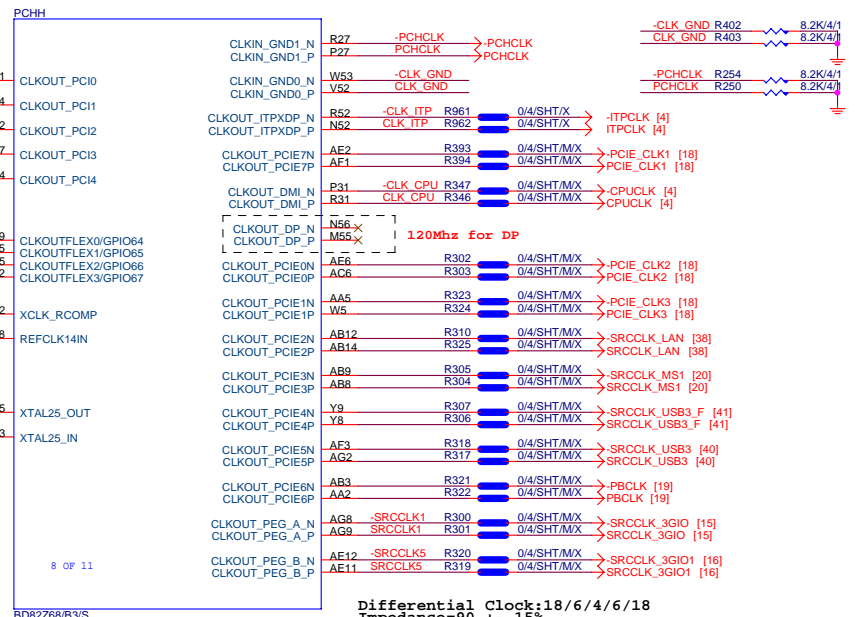 PCHH
CLKIN_GND1_N R27 -PCHCLK -PCHCLK
CLKIN_GND1_P P27 PCHCLK PCHCLK
-CLK_GND R402 8.2K/4/1
CLK_GND R403 8.2K/4/1
CLKOUT_PCI0 CLKIN_GND0_N W53 -CLK_GND
CLKIN_GND0_P V52 CLK_GND
-PCHCLK R254 8.2K/4/1
PCHCLK R250 8.2K/4/1
CLKOUT_PCI1
CLKOUT_ITPXDP_N R52 -CLK_ITP R961 0/4/SHT/X -ITPCLK [4]
CLKOUT_PCI2 CLKOUT_ITPXDP_P N52 CLK_ITP R962 0/4/SHT/X ITPCLK [4]
CLKOUT_PCI3 CLKOUT_PCIE7N AE2 R393 0/4/SHT/M/X -PCIE_CLK1 [18]
CLKOUT_PCIE7P AF1 R394 0/4/SHT/M/X PCIE_CLK1 [18]
CLKOUT_PCI4
CLKOUT_DMI_N P31 -CLK_CPU R347 0/4/SHT/M/X -CPUCLK [4]
CLKOUT_DMI_P R31 CLK_CPU R346 0/4/SHT/M/X CPUCLK [4]
CLKOUT_DP_N N56
CLKOUT_DP_P M55 120Mhz for DP
CLKOUTFLEX0/GPIO64
CLKOUTFLEX1/GPIO65
CLKOUTFLEX2/GPIO66 CLKOUT_PCIE0N AE6 R302 0/4/SHT/M/X -PCIE_CLK2 [18]
CLKOUTFLEX3/GPIO67 CLKOUT_PCIE0P AC6 R303 0/4/SHT/M/X PCIE_CLK2 [18]
CLKOUT_PCIE1N AA5 R323 0/4/SHT/M/X -PCIE_CLK3 [18]
XCLK_RCOMP CLKOUT_PCIE1P W5 R324 0/4/SHT/M/X PCIE_CLK3 [18]
REFCLK14IN CLKOUT_PCIE2N AB12 R310 0/4/SHT/M/X -SRCCLK_LAN [38]
CLKOUT_PCIE2P AB14 R325 0/4/SHT/M/X SRCCLK_LAN [38]
CLKOUT_PCIE3N AB9 R305 0/4/SHT/M/X -SRCCLK_MS1 [20]
CLKOUT_PCIE3P AB8 R304 0/4/SHT/M/X SRCCLK_MS1 [20]
XTAL25_OUT CLKOUT_PCIE4N Y9 R307 0/4/SHT/M/X -SRCCLK_USB3_F [41]
CLKOUT_PCIE4P Y8 R306 0/4/SHT/M/X SRCCLK_USB3_F [41]
XTAL25_IN
CLKOUT_PCIE5N AF3 R318 0/4/SHT/M/X -SRCCLK_USB3 [40]
CLKOUT_PCIE5P AG2 R317 0/4/SHT/M/X SRCCLK_USB3 [40]
CLKOUT_PCIE6N AB3 R321 0/4/SHT/M/X -PBCLK [19]
CLKOUT_PCIE6P AA2 R322 0/4/SHT/M/X PBCLK [19]
CLKOUT_PEG_A_N AG8 -SRCCLK1 R300 0/4/SHT/M/X -SRCCLK_3GIO [15]
CLKOUT_PEG_A_P AG9 SRCCLK1 R301 0/4/SHT/M/X SRCCLK_3GIO [15]
CLKOUT_PEG_B_N AE12 -SRCCLK5 R320 0/4/SHT/M/X -SRCCLK_3GIO1 [16]
8 OF 11 CLKOUT_PEG_B_P AE11 SRCCLK5 R319 0/4/SHT/M/X SRCCLK_3GIO1 [16]
Differential Clock:18/6/4/6/18
BD82Z68/B3/S